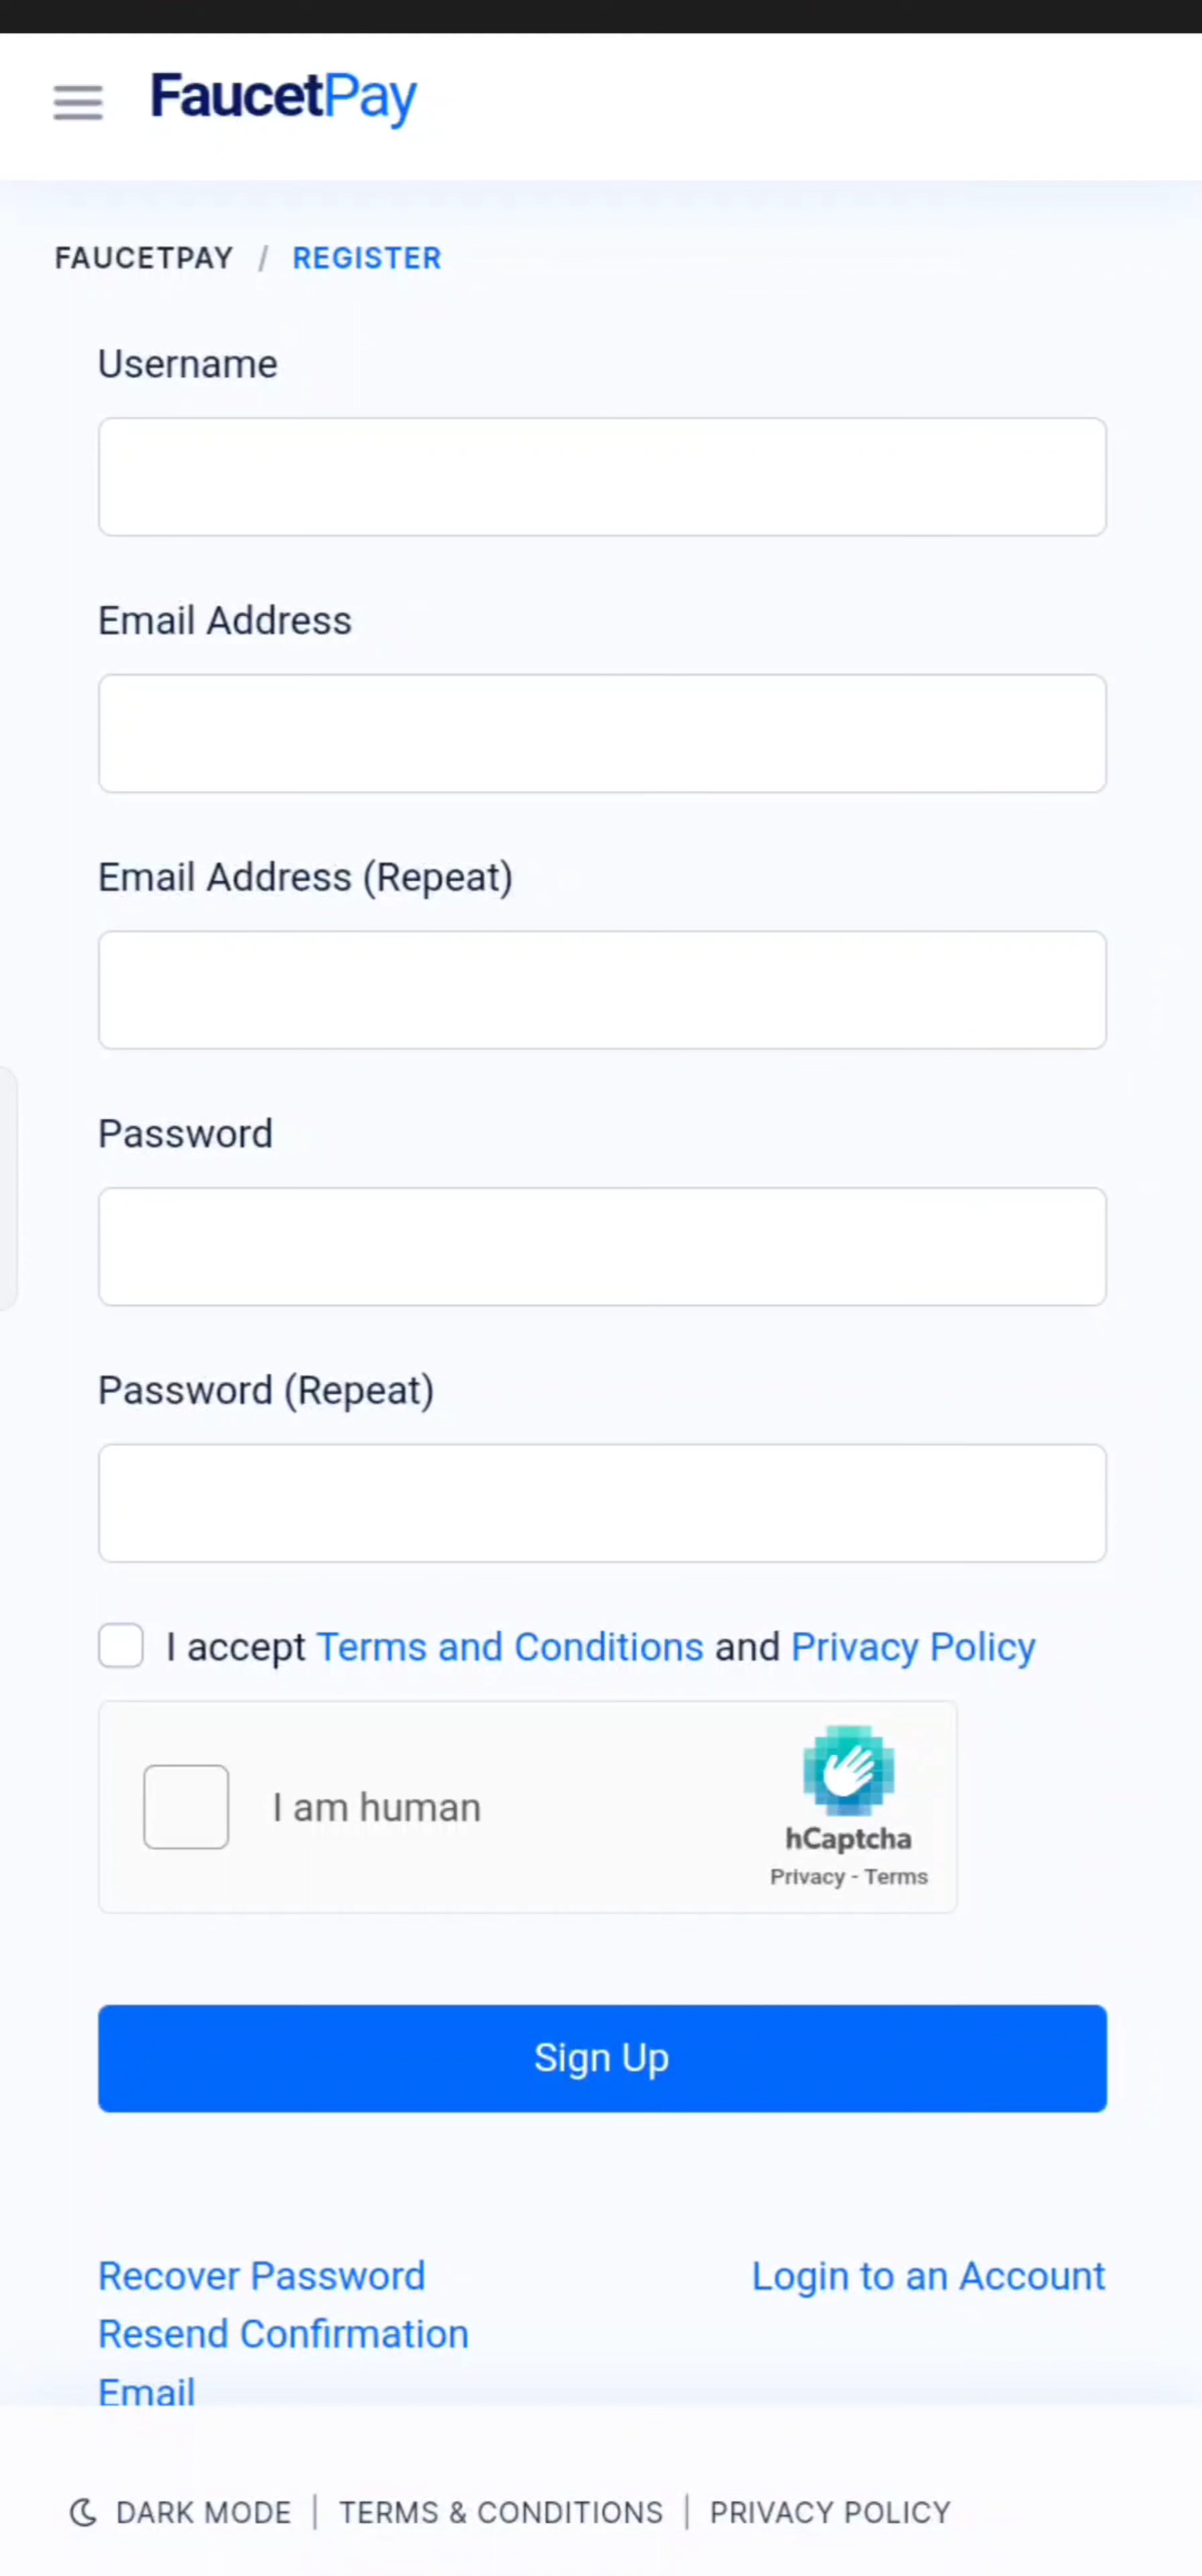 FaucetPay
FAUCETPAY / REGISTER
Username
Email Address
Email Address (Repeat)
Password
Password (Repeat)
I accept Terms and Conditions and Privacy Policy
I am human
hCaptcha
Privacy - Terms
Sign Up
Recover Password
Login to an Account
Resend Confirmation
Email
DARK MODE | TERMS & CONDITIONS | PRIVACY POLICY